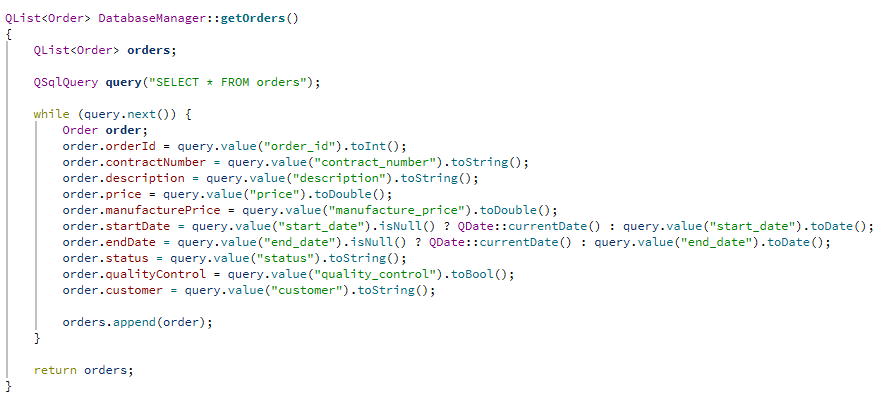 QList<Order> DatabaseManager::getOrders()
{
    QList<Order> orders;

    QSqlQuery query("SELECT * FROM orders");

    while (query.next()) {
        Order order;
        order.orderId = query.value("order_id").toInt();
        order.contractNumber = query.value("contract_number").toString();
        order.description = query.value("description").toString();
        order.price = query.value("price").toDouble();
        order.manufacturePrice = query.value("manufacture_price").toDouble();
        order.startDate = query.value("start_date").isNull() ? QDate::currentDate() : query.value("start_date").toDate();
        order.endDate = query.value("end_date").isNull() ? QDate::currentDate() : query.value("end_date").toDate();
        order.status = query.value("status").toString();
        order.qualityControl = query.value("quality_control").toBool();
        order.customer = query.value("customer").toString();

        orders.append(order);
    }

    return orders;
}